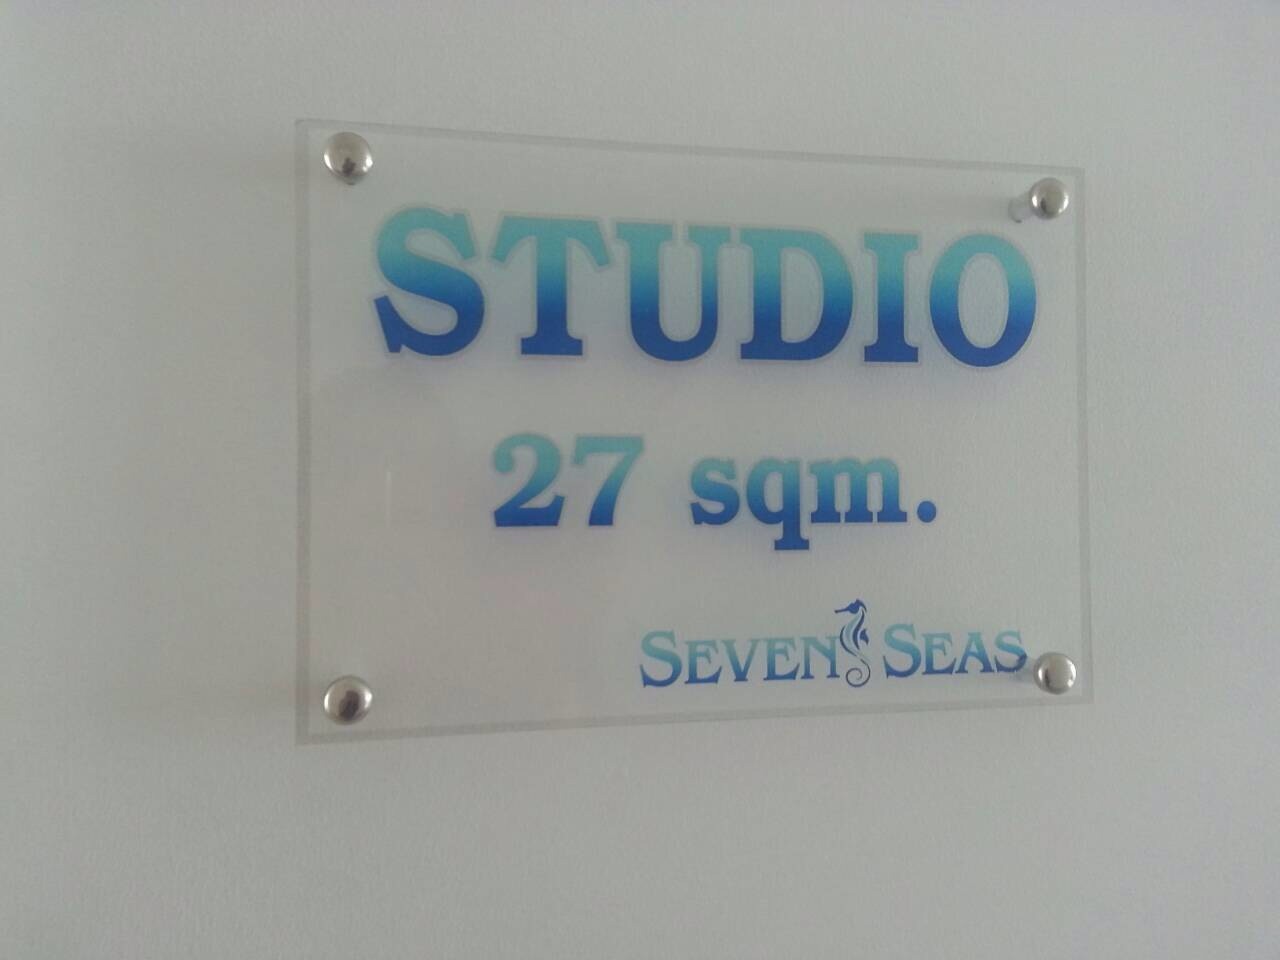 STUDIO
27 sqm.
SEVEN SEAS